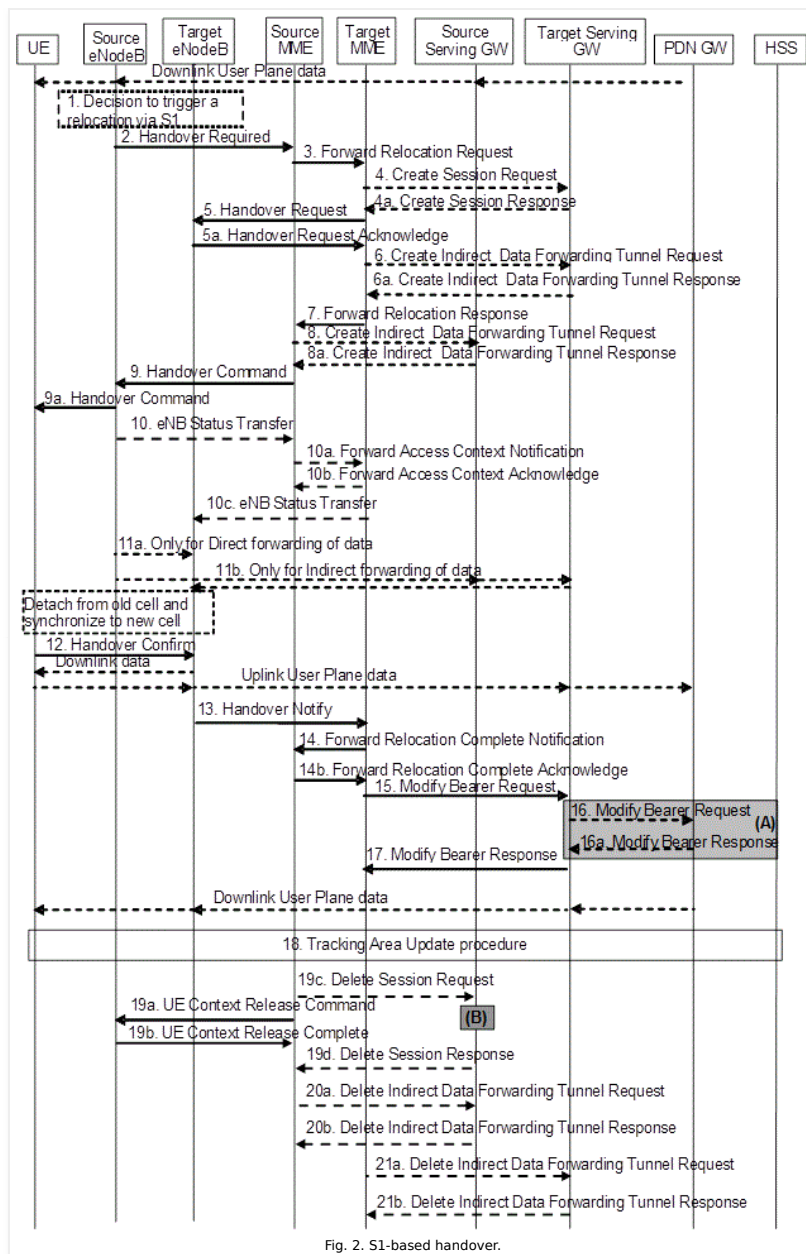 UE
Source
eNodeB
Target
eNodeB
Source
MME
Target
MME
Source
Serving GW
Target Serving
GW
PDN GW
HSS
Downlink User Plane data
1. Decision to trigger a
relocation via S1
2. Handover Required
3. Forward Relocation Request
4. Create Session Request
4a. Create Session Response
5. Handover Request
5a. Handover Request Acknowledge
6. Create Indirect Data Forwarding Tunnel Request
6a. Create Indirect Data Forwarding Tunnel Response
7. Forward Relocation Response
8. Create Indirect Data Forwarding Tunnel Request
8a. Create Indirect Data Forwarding Tunnel Response
9. Handover Command
9a. Handover Command
10. eNB Status Transfer
10a. Forward Access Context Notification
10b. Forward Access Context Acknowledge
10c. eNB Status Transfer
11a. Only for Direct forwarding of data
11b. Only for Indirect forwarding of data
Detach from old cell and
synchronize to new cell
12. Handover Confirm
Downlink data
Uplink User Plane data
13. Handover Notify
14. Forward Relocation Complete Notification
14b. Forward Relocation Complete Acknowledge
15. Modify Bearer Request
16. Modify Bearer Request
(A)
16a. Modify Bearer Response
17. Modify Bearer Response
Downlink User Plane data
18. Tracking Area Update procedure
19c. Delete Session Request
19a. UE Context Release Command
(B)
19b. UE Context Release Complete
19d. Delete Session Response
20a. Delete Indirect Data Forwarding Tunnel Request
20b. Delete Indirect Data Forwarding Tunnel Response
21a. Delete Indirect Data Forwarding Tunnel Request
21b. Delete Indirect Data Forwarding Tunnel Response
Fig. 2. S1-based handover.